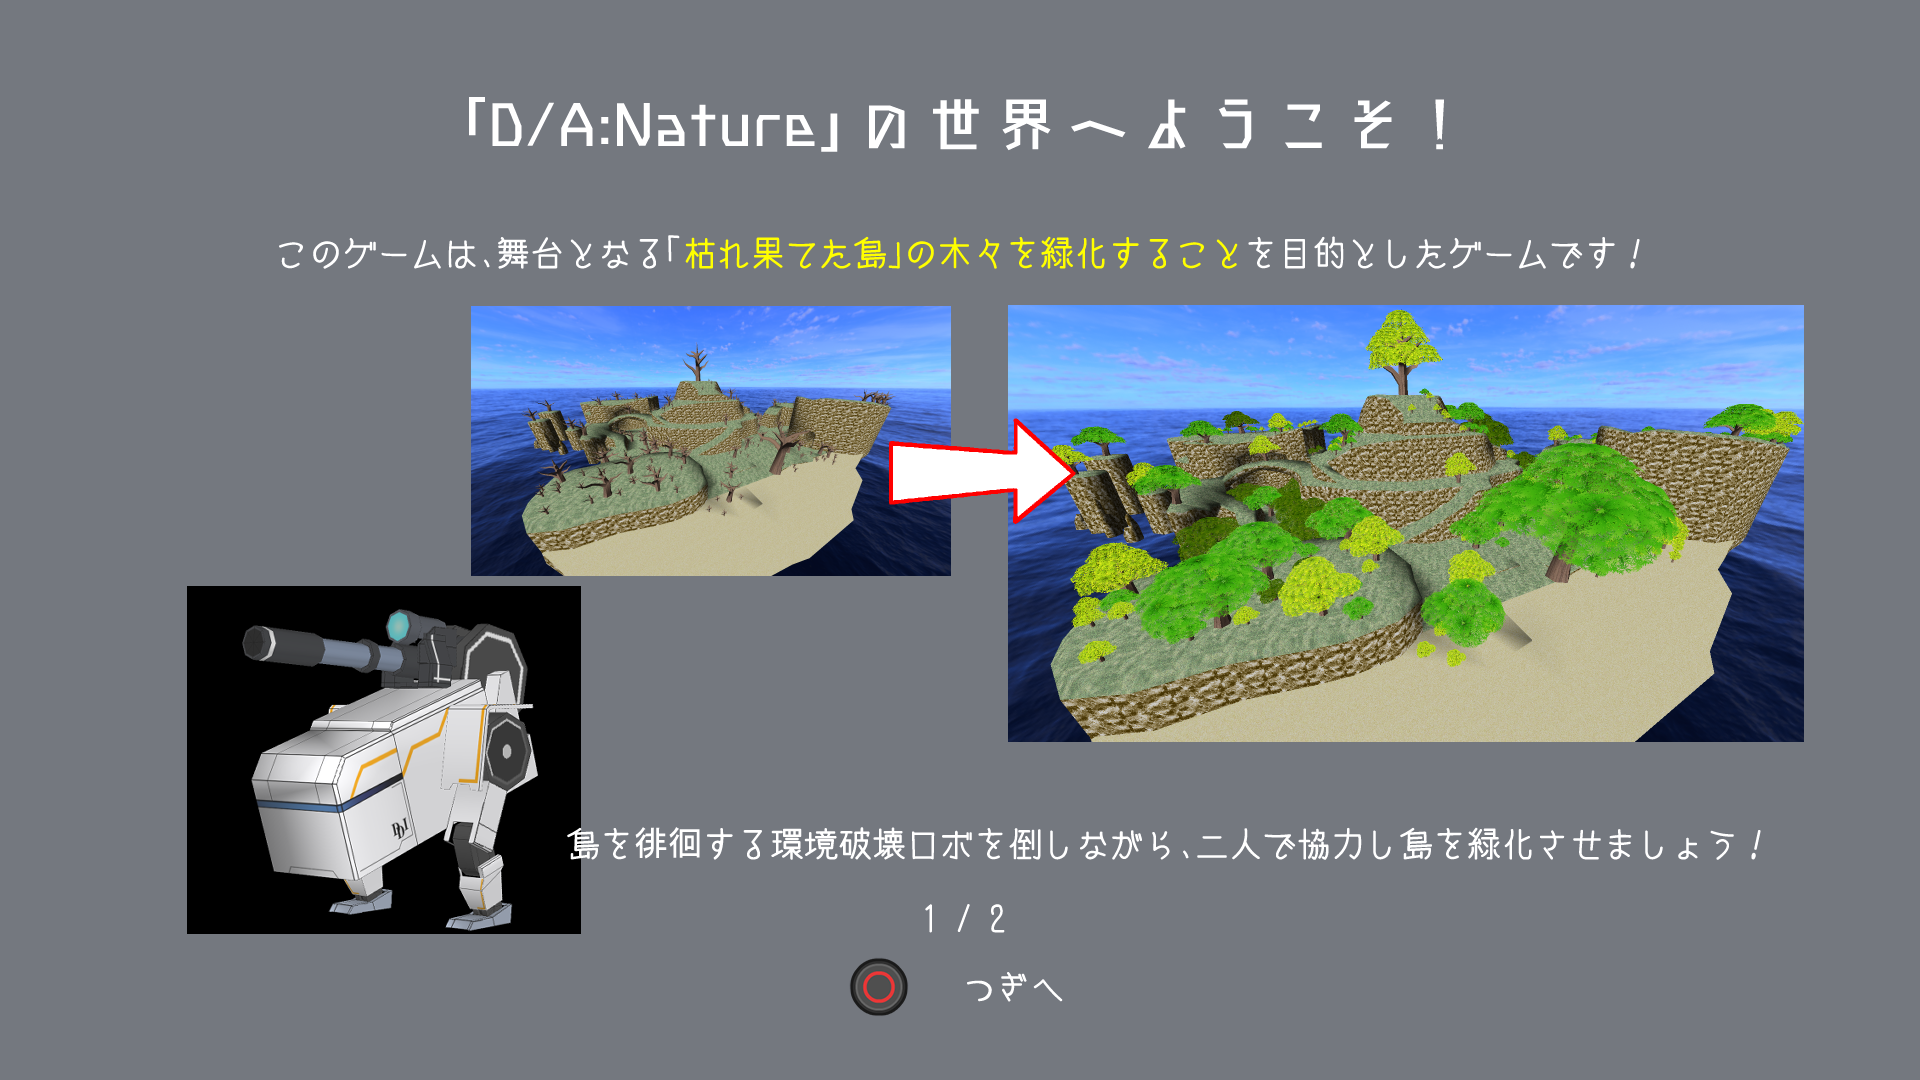 「D/A:Nature」の世界へようこそ！
このゲームは、舞台となる「枯れ果てた島」の木々を緑化することを目的としたゲームです！
島を徘徊する環境破壊ロボを倒しながら、二人で協力し島を緑化させましょう！
1 / 2
つぎへ